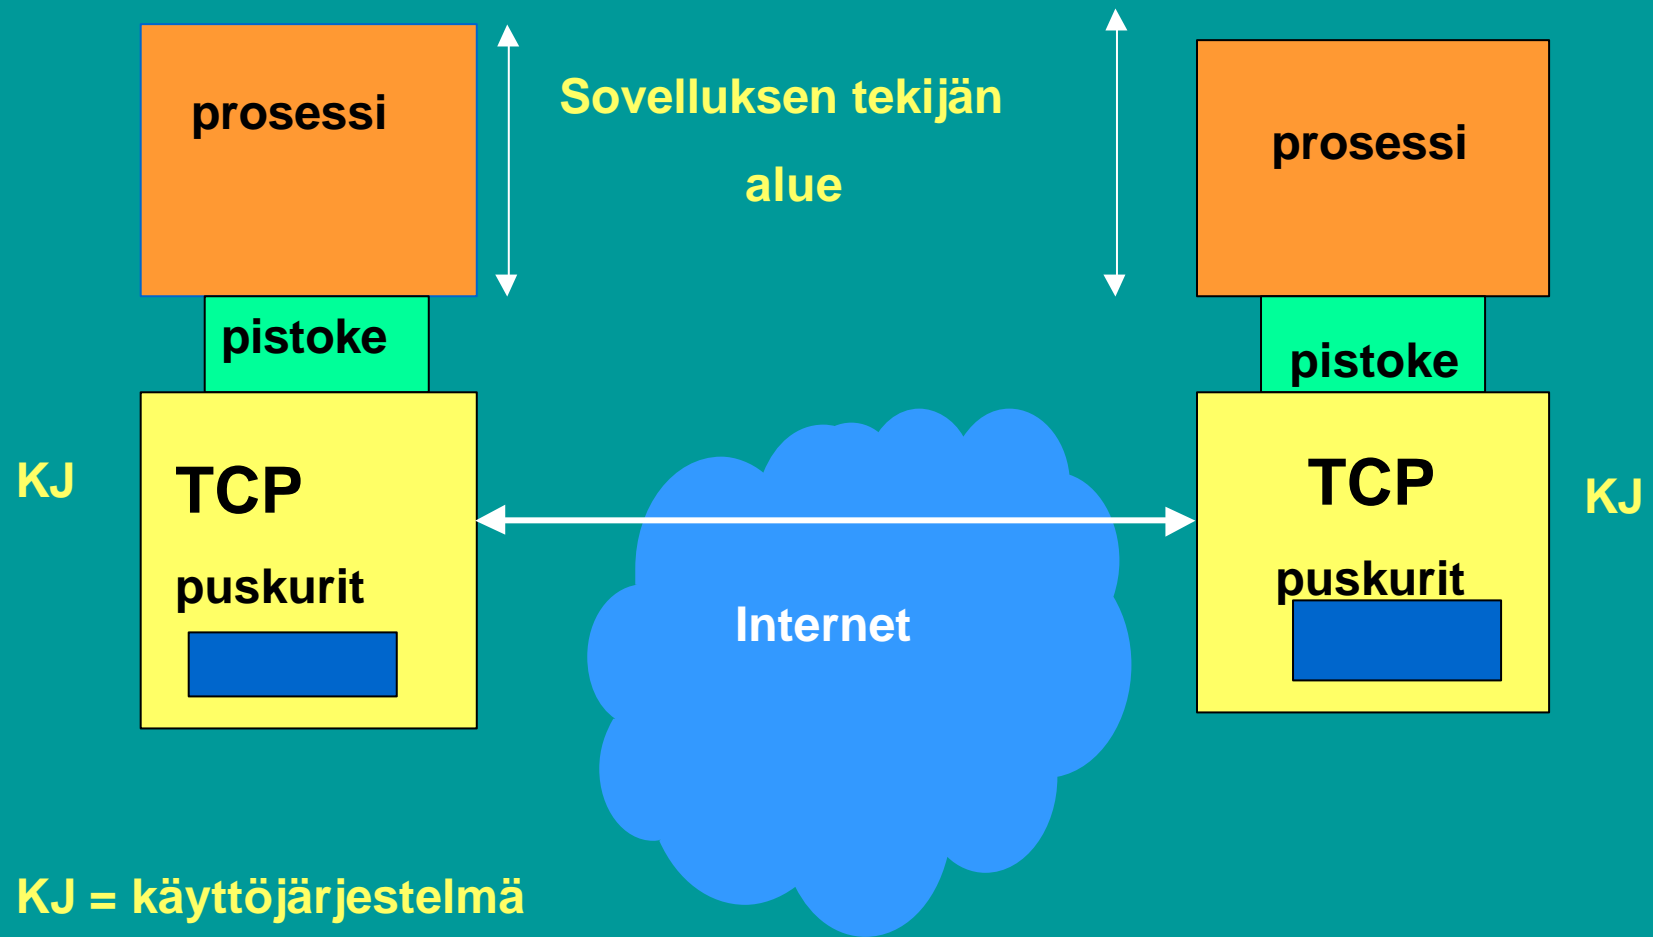 prosessi
Sovelluksen tekijän
alue
prosessi
pistoke
pistoke
KJ
TCP
puskurit
TCP
puskurit
KJ
Internet
KJ = käyttöjärjestelmä